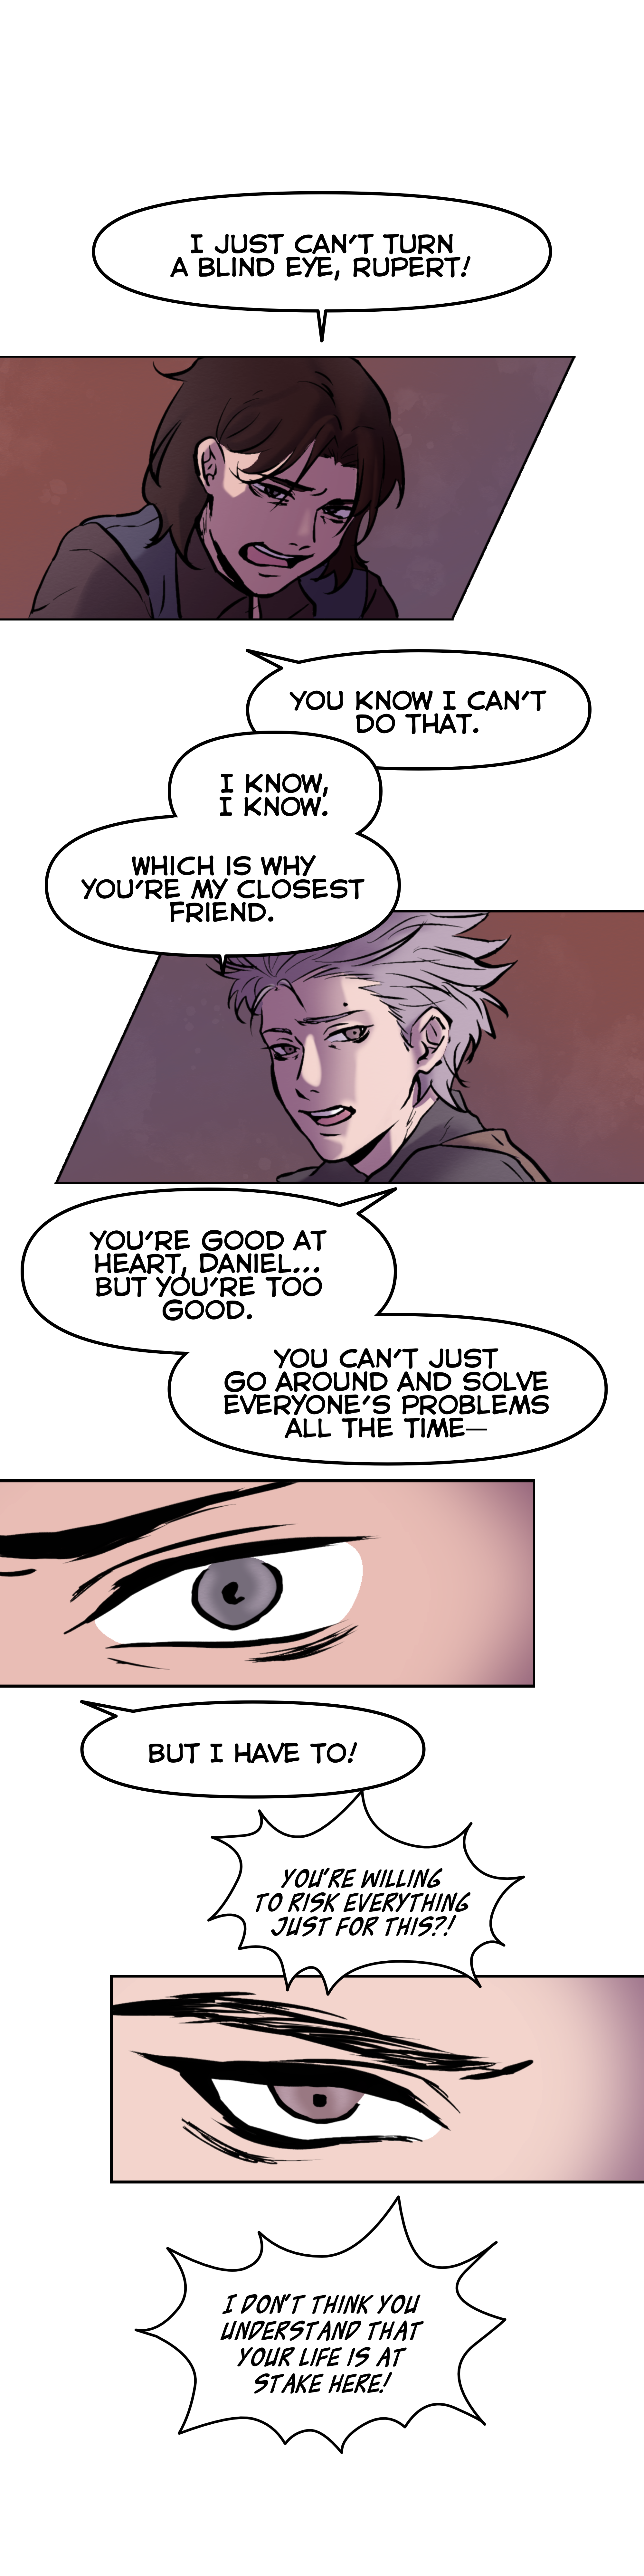 I JUST CAN'T TURN
A BLIND EYE, RUPERT!
YOU KNOW I CAN'T
DO THAT.
I KNOW,
I KNOW.
WHICH IS WHY
YOU'RE MY CLOSEST
FRIEND.
YOU'RE GOOD AT
HEART, DANIEL...
BUT YOU'RE TOO
GOOD.
YOU CAN'T JUST
GO AROUND AND SOLVE
EVERYONE'S PROBLEMS
ALL THE TIME—
BUT I HAVE TO!
YOU'RE WILLING
TO RISK EVERYTHING
JUST FOR THIS?!
I DON'T THINK YOU
UNDERSTAND THAT
YOUR LIFE IS AT
STAKE HERE!